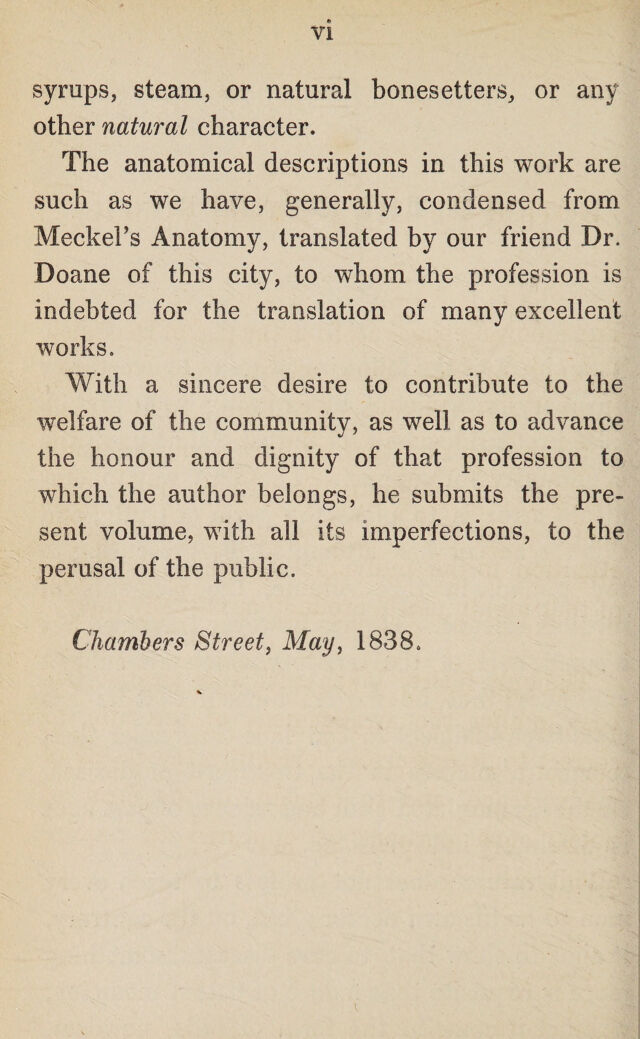 vi
syrups, steam, or natural bonesetters, or any
other natural character.
The anatomical descriptions in this work are
such as we have, generally, condensed from
Meckel's Anatomy, translated by our friend Dr.
Doane of this city, to whom the profession is
indebted for the translation of many excellent
works.
With a sincere desire to contribute to the
welfare of the community, as well as to advance
the honour and dignity of that profession to
which the author belongs, he submits the pre-
sent volume, with all its imperfections, to the
perusal of the public.
Chambers Street, May, 1838.